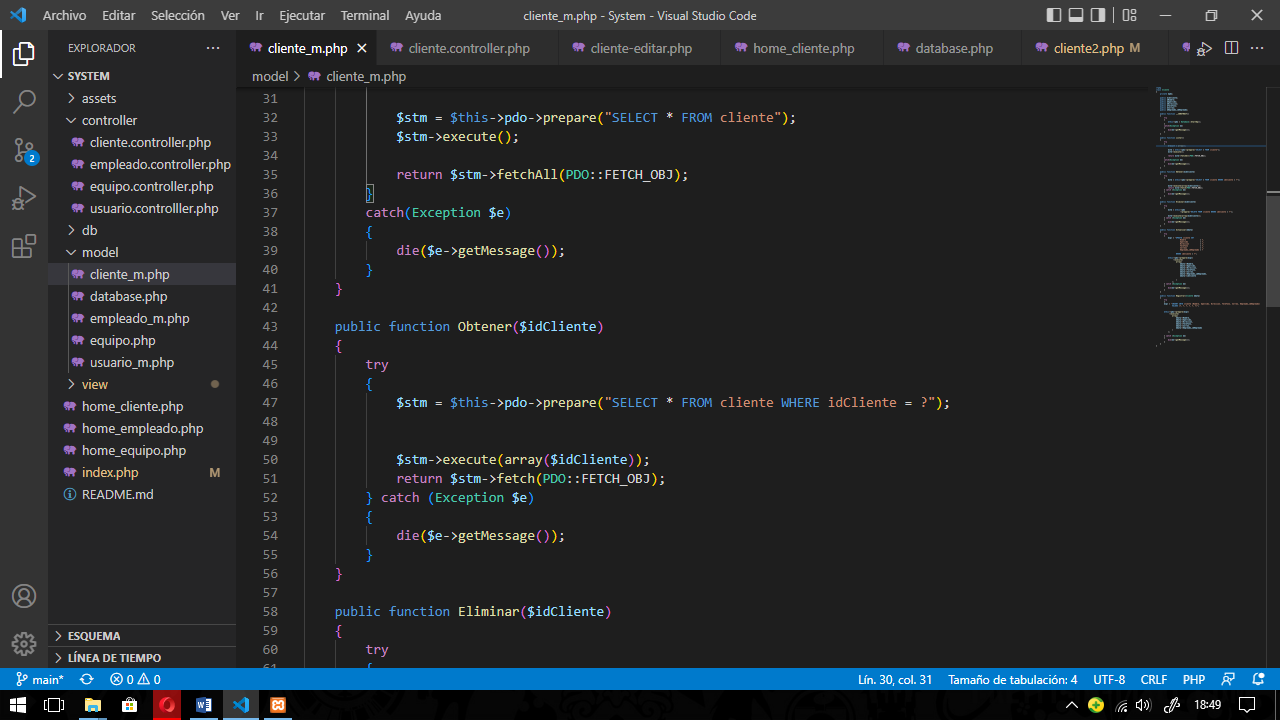 Archivo Editar Selección Ver Ir Ejecutar Terminal Ayuda cliente_m.php - System - Visual Studio Code
EXPLORADOR
SYSTEM
assets
controller
cliente.controller.php
empleado.controller.php
equipo.controller.php
usuario.controlller.php
db
model
cliente_m.php
database.php
empleado_m.php
equipo.php
usuario_m.php
view
home_cliente.php
home_empleado.php
home_equipo.php
index.php M
README.md
ESQUEMA
LÍNEA DE TIEMPO
2
cliente_m.php cliente.controller.php cliente-editar.php home_cliente.php database.php cliente2.php M
model > cliente_m.php
31
32 $stm = $this->pdo->prepare("SELECT * FROM cliente");
33 $stm->execute();
34
35 return $stm->fetchAll(PDO::FETCH_OBJ);
36 }
37 catch(Exception $e)
38 {
39 die($e->getMessage());
40 }
41 }
42
43 public function Obtener($idCliente)
44 {
45 try
46 {
47 $stm = $this->pdo->prepare("SELECT * FROM cliente WHERE idCliente = ?");
48
49
50 $stm->execute(array($idCliente));
51 return $stm->fetch(PDO::FETCH_OBJ);
52 } catch (Exception $e)
53 {
54 die($e->getMessage());
55 }
56 }
57
58 public function Eliminar($idCliente)
59 {
60 try
61 {
main* 0 0 Lín. 30, col. 31 Tamaño de tabulación: 4 UTF-8 CRLF PHP
18:49